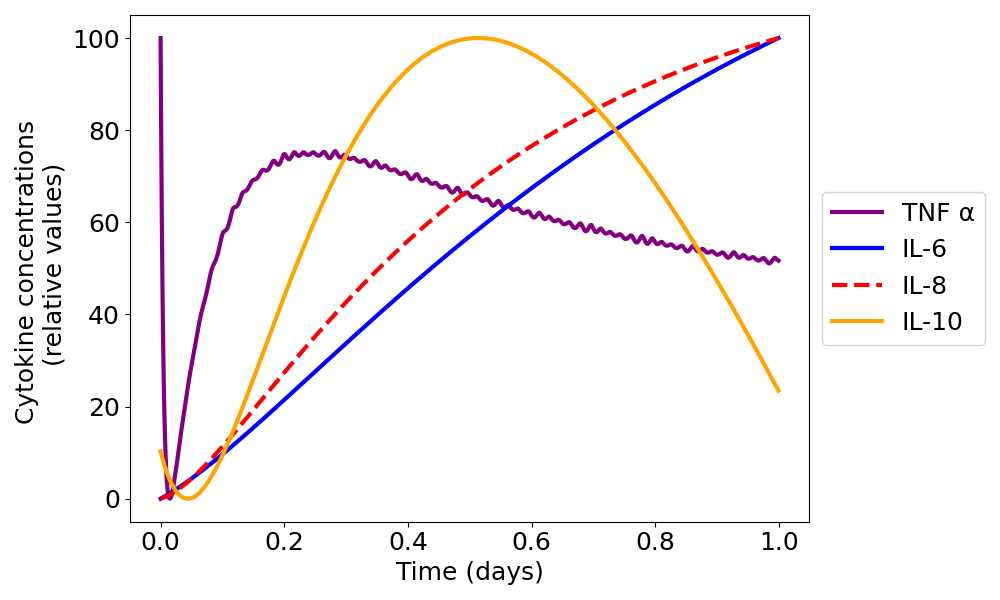 Cytokine concentrations
(relative values)
100
80
60
40
20
0
0.0 0.2 0.4 0.6 0.8 1.0
Time (days)
TNF α
IL-6
IL-8
IL-10